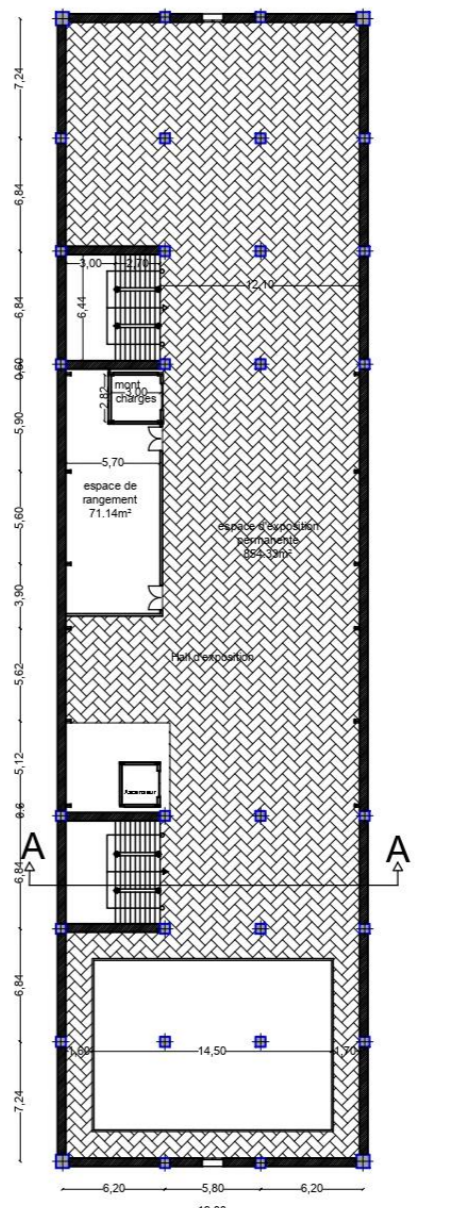 7,24
6,84
3,00
2,70
6,84
6,44
12,10
0,60
mont
charges
3,00
2,82
5,90
5,70
espace de
rangement
71.14m²
5,60
espace d'exposition
permanente
3,90
Hall d'exposition
5,62
5,12
Ascenseur
A
A
6,84
6,84
14,50
1,70
7,24
6,20
5,80
6,20